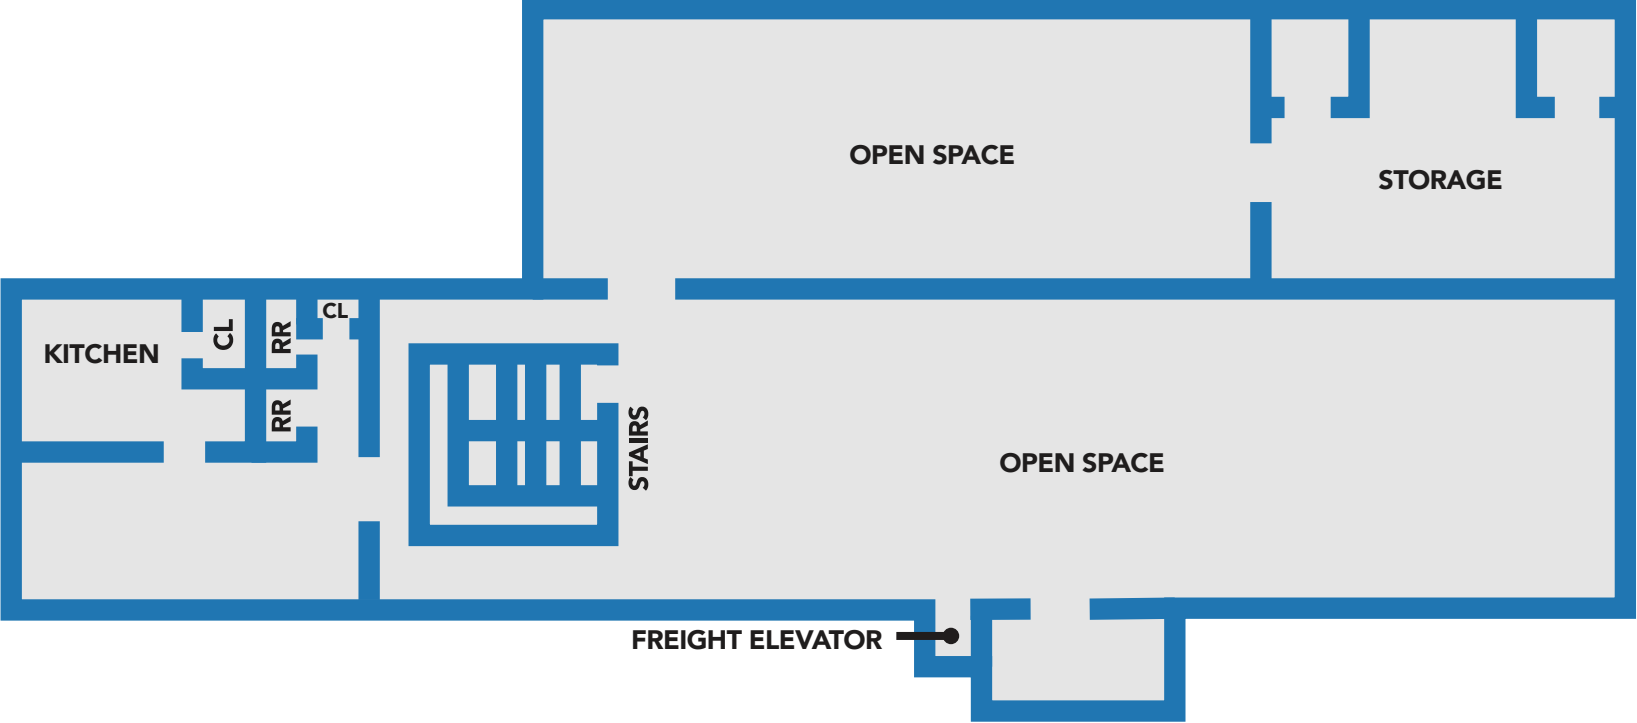 OPEN SPACE
STORAGE
CL
CL
RR
KITCHEN
RR
STAIRS
OPEN SPACE
FREIGHT ELEVATOR